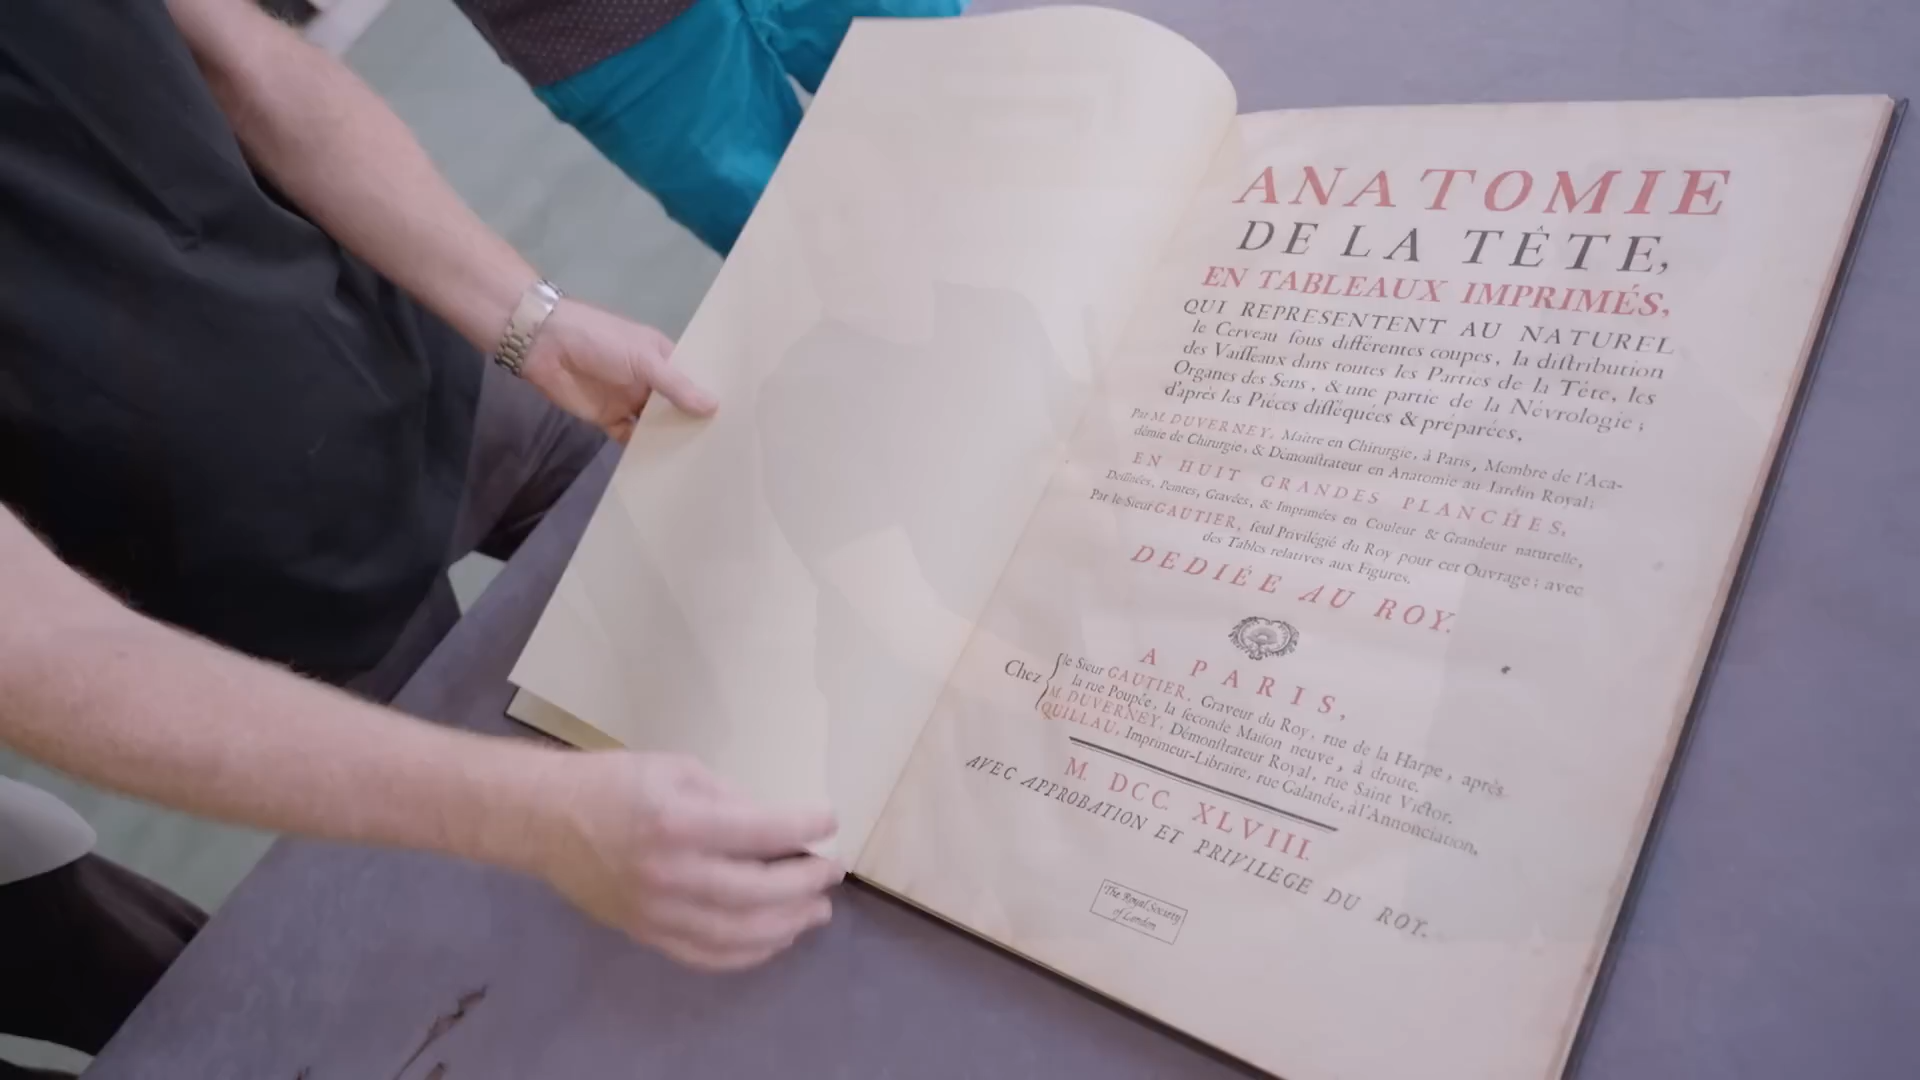 ANATOMIE
DE LA TÊTE,
EN TABLEAUX IMPRIMÉS,
QUI REPRESENTENT AU NATUREL
le Cerveau ſous différentes coupes, la diſtribution
des Vaiſſeaux dans toutes les Parties de la Tête, les
Organes des Sens, & une partie de la Névrologie;
d'après les Piéces diſſéquées & préparées,
Par M. DUVERNEY, Maître en Chirurgie, à Paris, Membre de l'Aca-
démie de Chirurgie, & Démonſtrateur en Anatomie au Jardin Royal;
EN HUIT GRANDES PLANCHES,
Deſſinées, Peintes, Gravées, & Imprimées en Couleur & Grandeur naturelle,
Par le Sieur GAUTIER, ſeul Privilégié du Roy pour cet Ouvrage; avec
des Tables relatives aux Figures.
DEDIÉE AU ROY.
A PARIS,
Chez le Sieur GAUTIER, Graveur du Roy, rue de la Harpe, après
la rue Poupée, la ſeconde Maiſon neuve, à droite.
M. DUVERNEY, Démonſtrateur Royal, rue Saint Victor.
QUILLAU, Imprimeur-Libraire, rue Galande, à l'Annonciation.
M. DCC. XLVIII.
AVEC APPROBATION ET PRIVILEGE DU ROY.
The Royal Society
of London